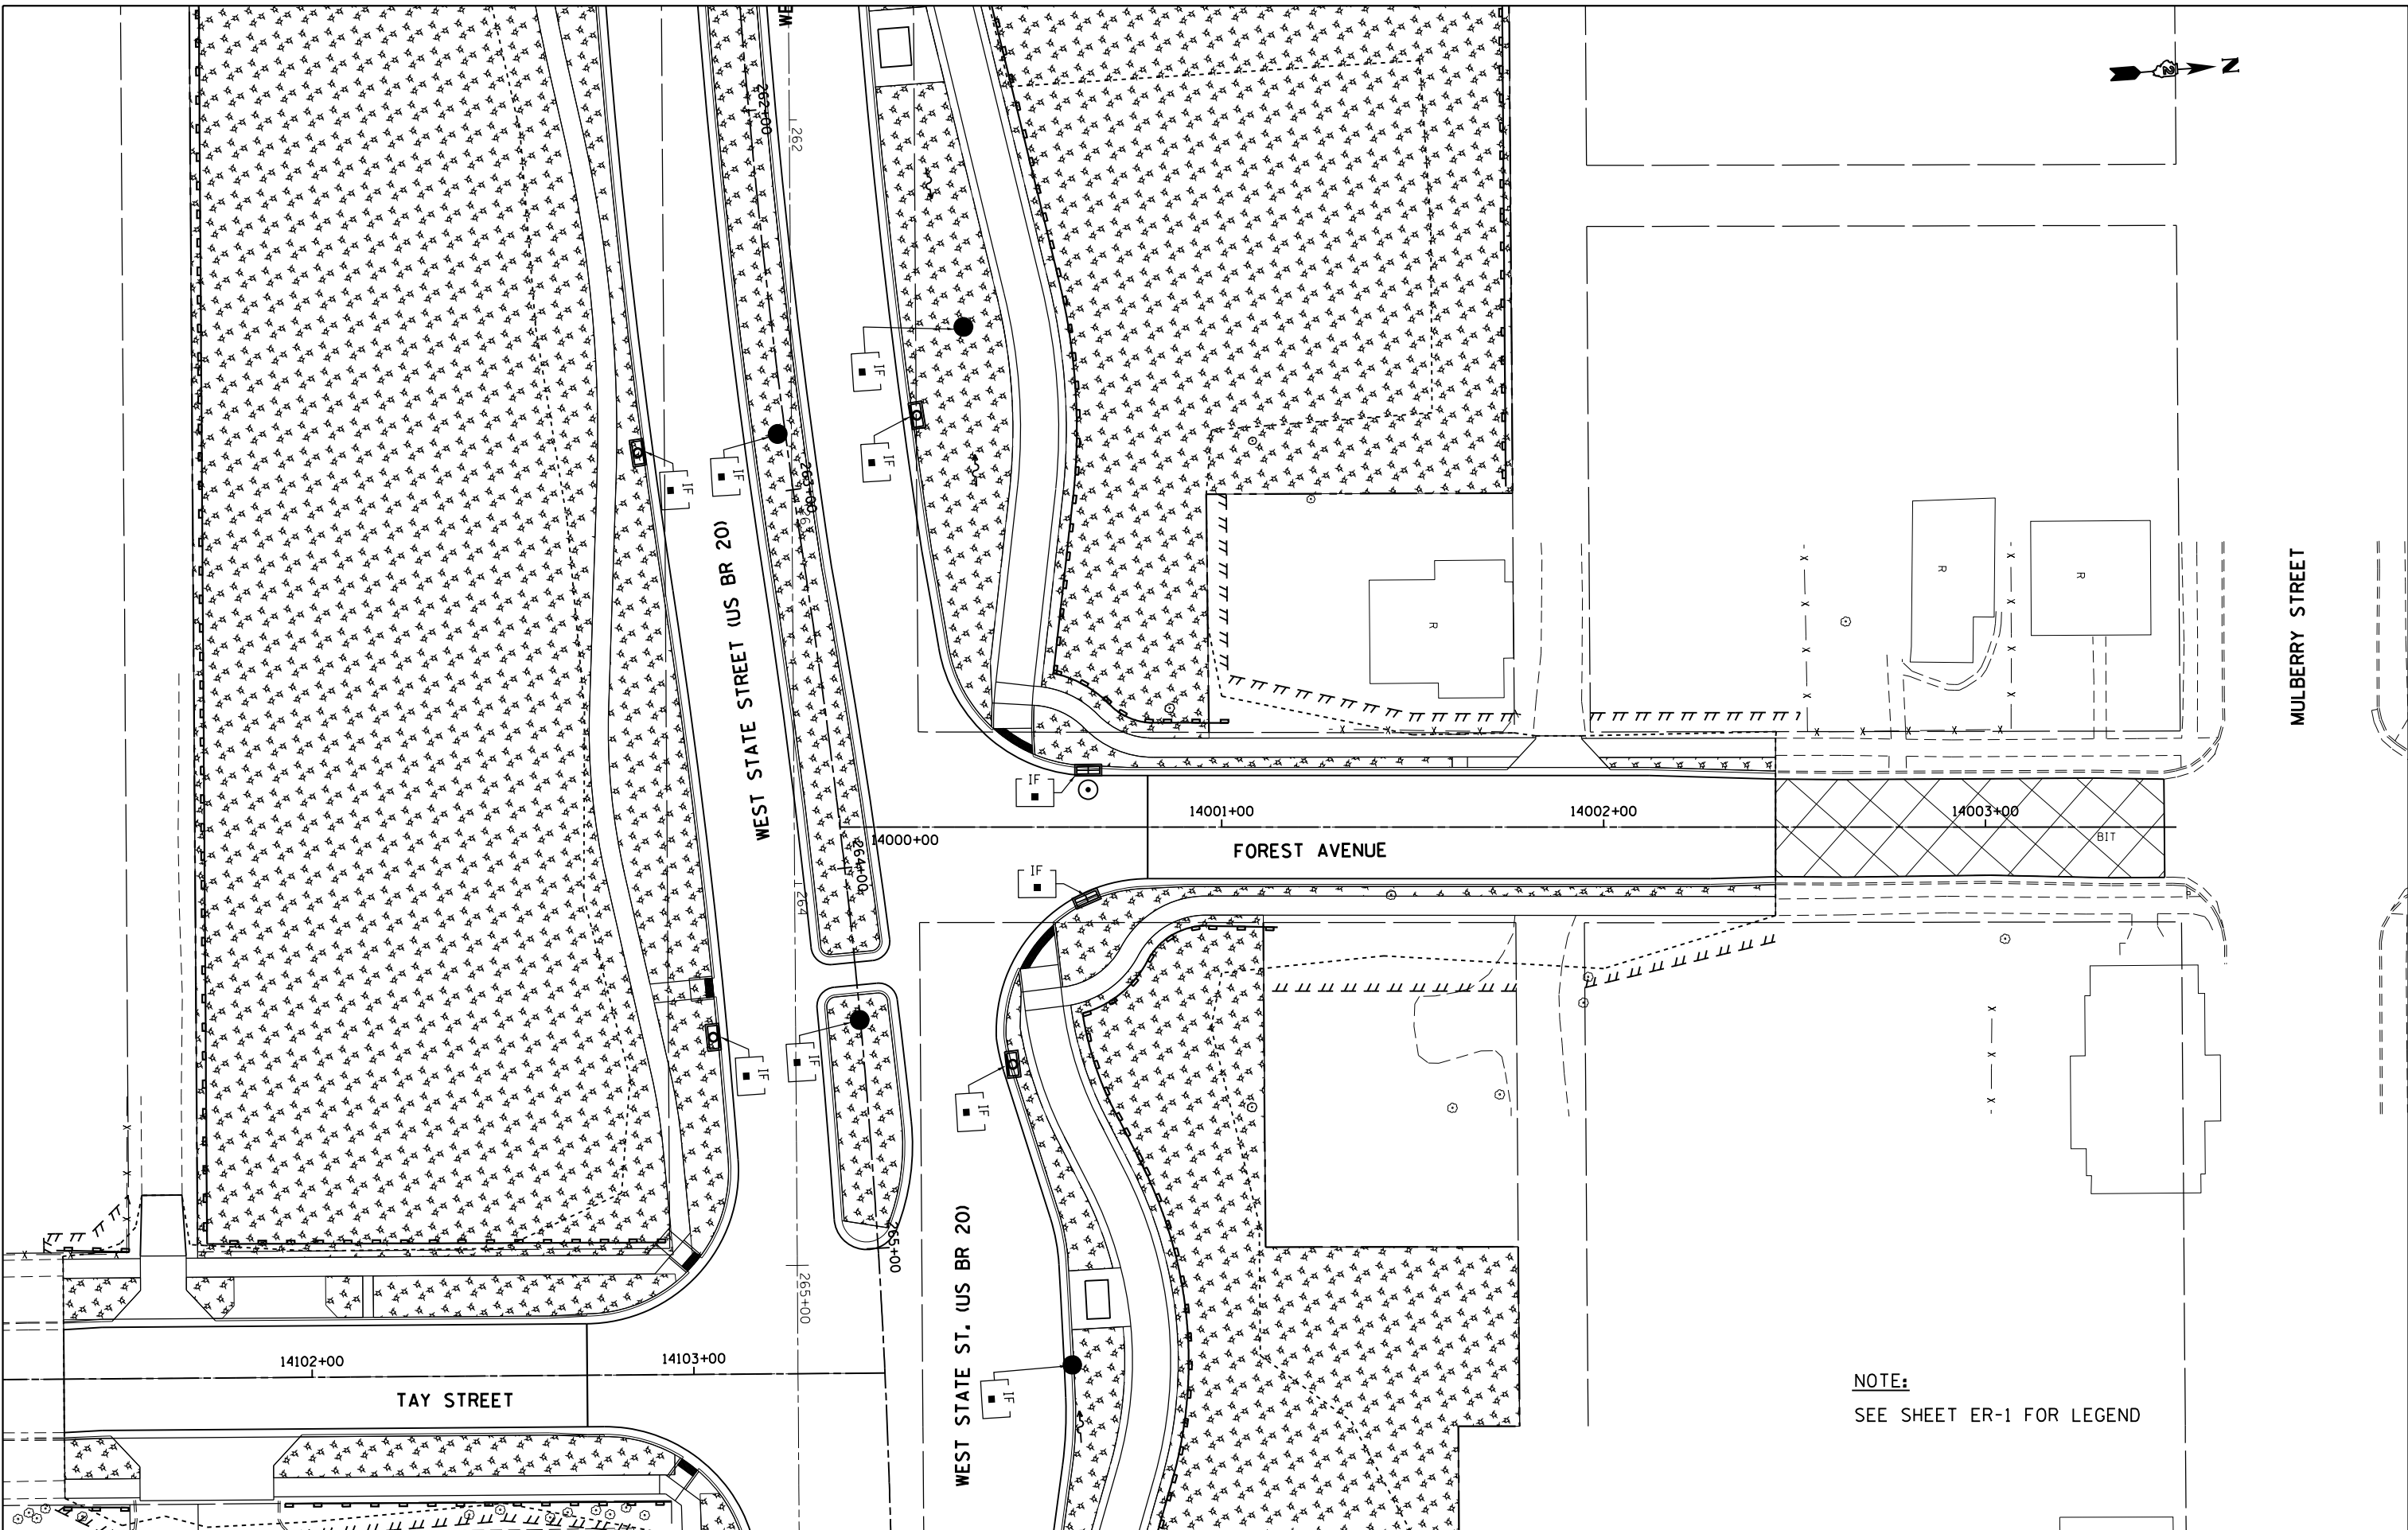 WE
N
262+00
262
IF
IF
IF
IF
263+00
WEST STATE STREET (US BR 20)
R
R
R
MULBERRY STREET
IF
14000+00
14001+00
14002+00
14003+00
BIT
FOREST AVENUE
264+00
264
IF
P
IF
IF
IF
WEST STATE ST. (US BR 20)
265+00
265+00
14102+00
14103+00
TAY STREET
IF
NOTE:
SEE SHEET ER-1 FOR LEGEND